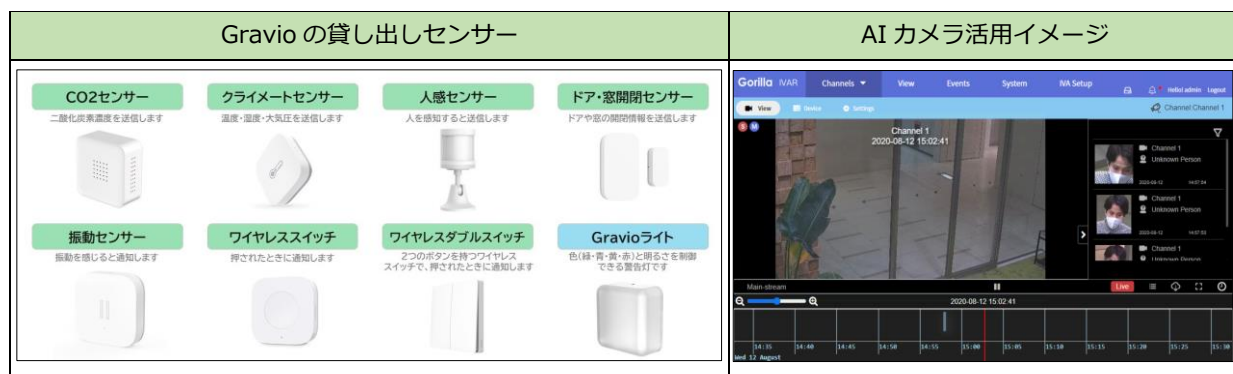 Gravio の貸し出しセンサー
AI カメラ活用イメージ
CO2センサー
二酸化炭素濃度を送信します
クライメートセンサー
温度・湿度・大気圧を送信します
人感センサー
人を感知すると送信します
ドア・窓開閉センサー
ドアや窓の開閉情報を送信します
振動センサー
振動を感じると通知します
ワイヤレススイッチ
押されたときに通知します
ワイヤレスダブルスイッチ
2つのボタンを持つワイヤレス
スイッチで、押されたときに通知します
Gravioライト
色(緑・青・黄・赤)と明るさを制御
できる警告灯です
Gorilla IVAR Channels View Events System IVA Setup
Hello! admin Logout
View Device Settings
Channel: Channel 1
S M
Channel 1
2020-08-12 15:02:41
Channel 1
Unknown Person
2020-08-12 14:57:54
Channel 1
Unknown Person
2020-08-12 14:57:53
Channel 1
Unknown Person
Main-stream
Live
2020-08-12 15:02:41
14:35 14:40 14:45 14:50 14:55 15:00 15:05 15:10 15:15 15:20 15:25 15:30
Wed 12 August